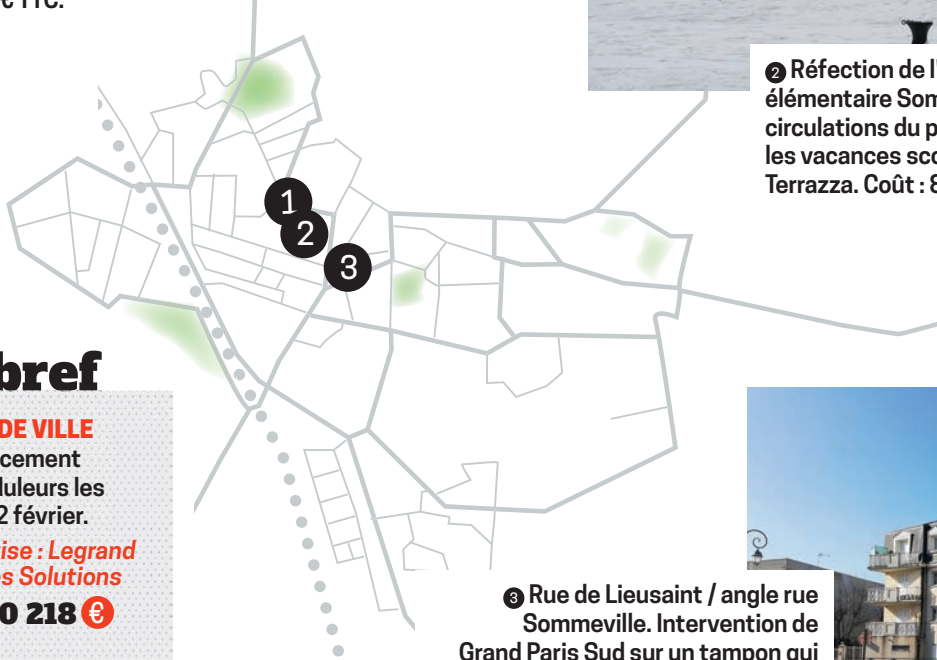 € TTC.
❷ Réfection de l'
élémentaire Som
circulations du p
les vacances sco
Terrazza. Coût : 8
1
2
3
bref
DE VILLE
cement
duleurs les
2 février.
ise : Legrand
s Solutions
0 218 €
❸ Rue de Lieusaint / angle rue
Sommeville. Intervention de
Grand Paris Sud sur un tampon qui